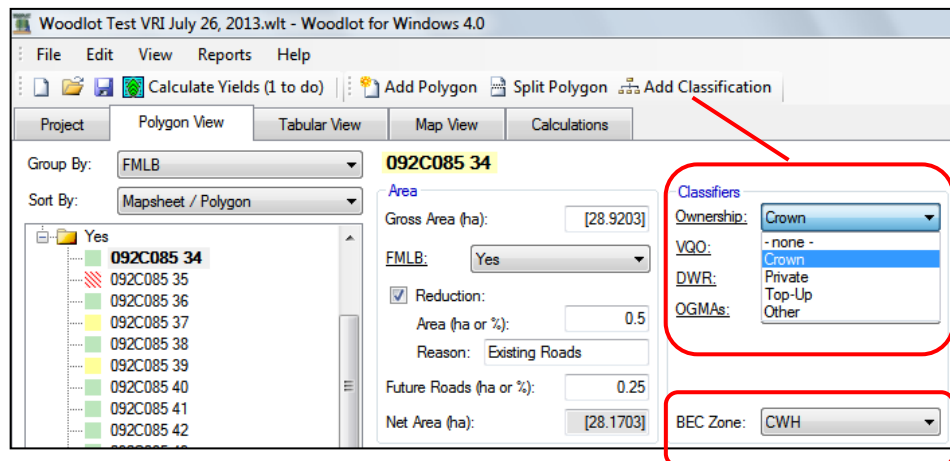 Woodlot Test VRI July 26, 2013.wlt - Woodlot for Windows 4.0
File Edit View Reports Help
Calculate Yields (1 to do) Add Polygon Split Polygon Add Classification
Project Polygon View Tabular View Map View Calculations
Group By: FMLB
Sort By: Mapsheet / Polygon
Yes
092C085 34
092C085 35
092C085 36
092C085 37
092C085 38
092C085 39
092C085 40
092C085 41
092C085 42
092C085 34
Area
Gross Area (ha): [28.9203]
FMLB: Yes
Reduction:
Area (ha or %): 0.5
Reason: Existing Roads
Future Roads (ha or %): 0.25
Net Area (ha): [28.1703]
Classifiers
Ownership: Crown
VQO:
DWR:
OGMAs:
- none -
Crown
Private
Top-Up
Other
BEC Zone: CWH